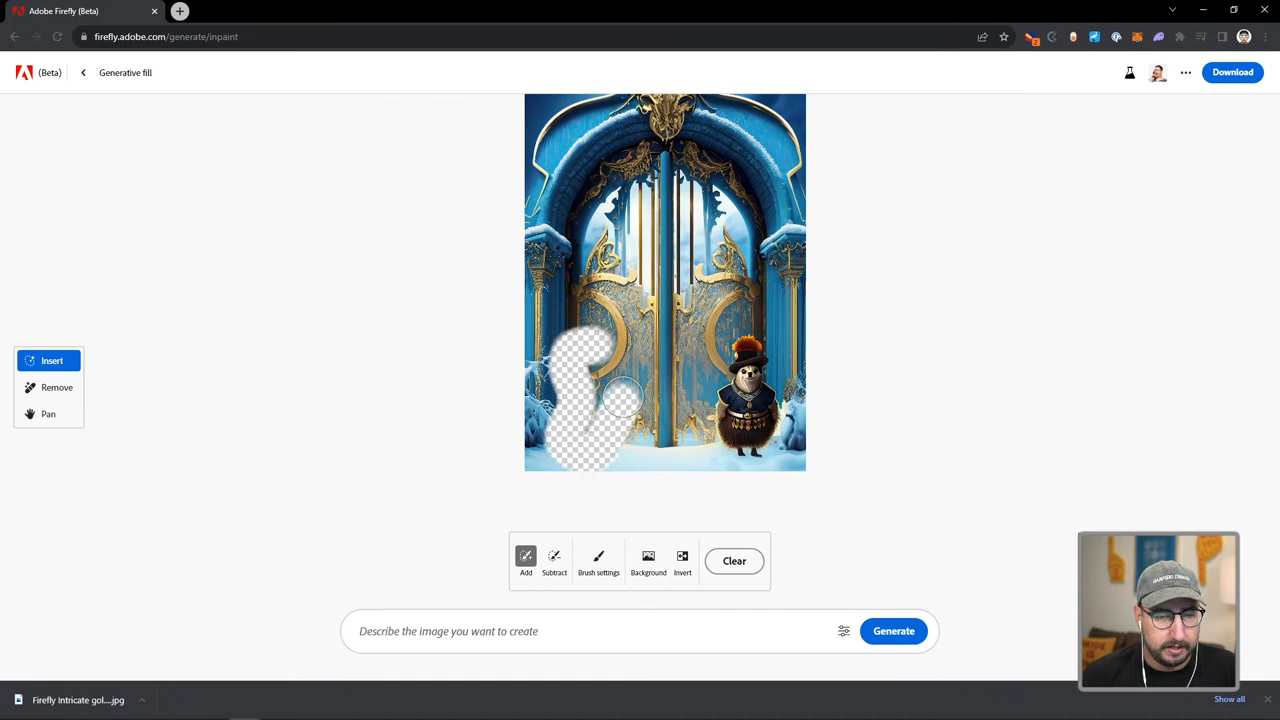 Adobe Firefly (Beta)
firefly.adobe.com/generate/inpaint
2
(Beta)
Generative fill
Download
Insert
Remove
Pan
Add
Subtract
Brush settings
Background
Invert
Clear
Describe the image you want to create
Generate
Firefly Intricate gol....jpg
Show all